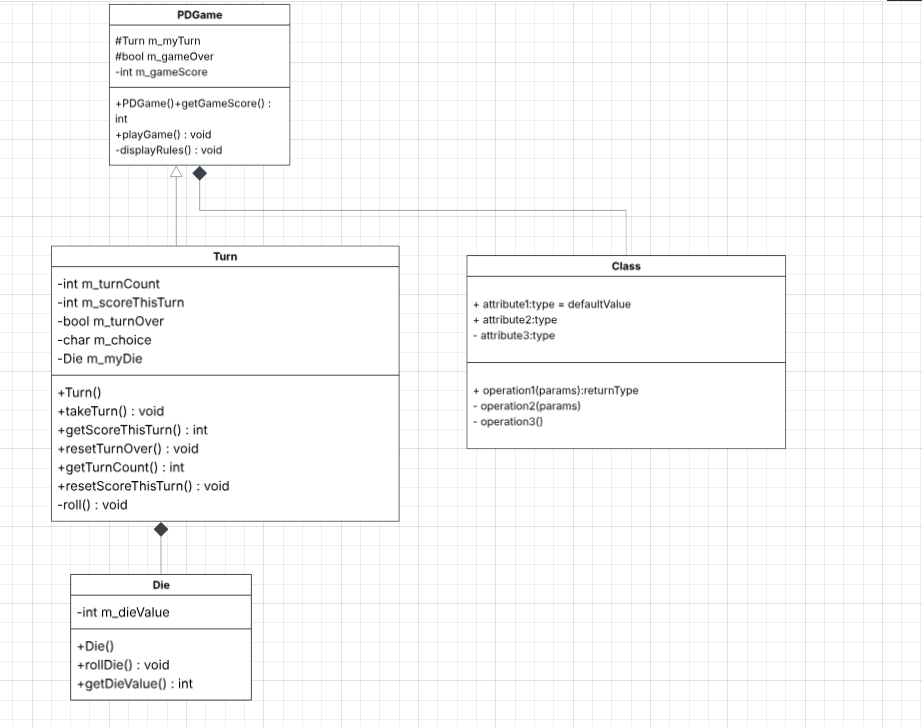 PDGame
#Turn m_myTurn
#bool m_gameOver
-int m_gameScore
+PDGame()+getGameScore() :
int
+playGame() : void
-displayRules() : void
Turn
-int m_turnCount
-int m_scoreThisTurn
-bool m_turnOver
-char m_choice
-Die m_myDie
+Turn()
+takeTurn() : void
+getScoreThisTurn() : int
+resetTurnOver() : void
+getTurnCount() : int
+resetScoreThisTurn() : void
-roll() : void
Class
+ attribute1:type = defaultValue
+ attribute2:type
- attribute3:type
+ operation1(params):returnType
- operation2(params)
- operation3()
Die
-int m_dieValue
+Die()
+rollDie() : void
+getDieValue() : int